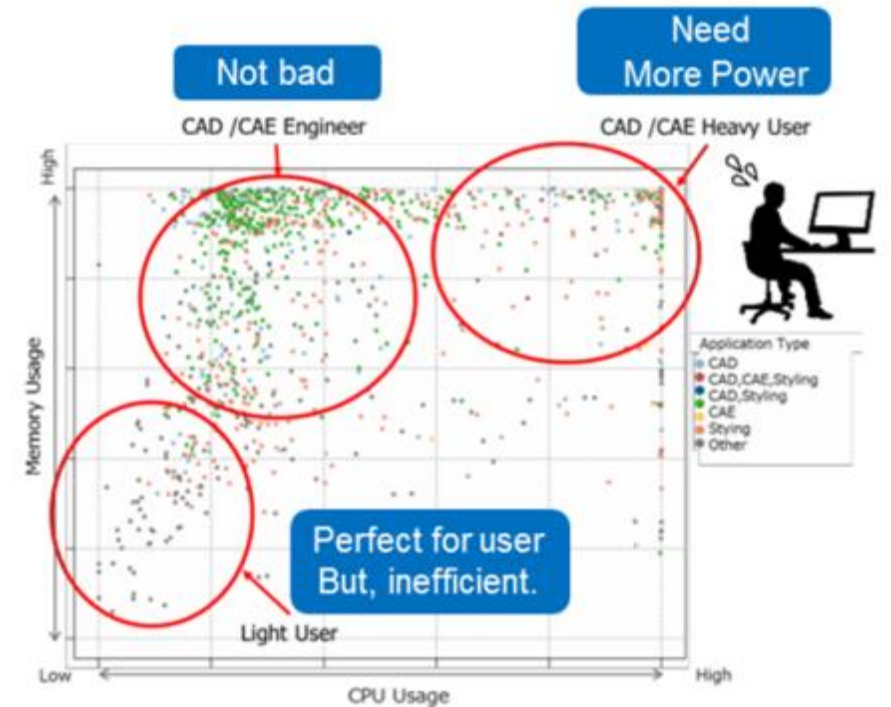 Not bad
Need
More Power
CAD /CAE Engineer
CAD /CAE Heavy User
High
Memory Usage
Application Type
CAD
CAD,CAE,Styling
CAD,Styling
CAE
Stying
Other
Perfect for user
But, inefficient.
Light User
Low
High
CPU Usage